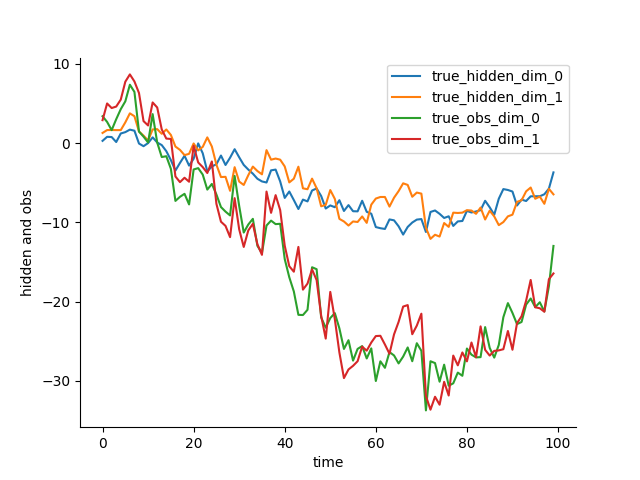 true_hidden_dim_0
true_hidden_dim_1
true_obs_dim_0
true_obs_dim_1
hidden and obs
10
0
−10
−20
−30
0 20 40 60 80 100
time